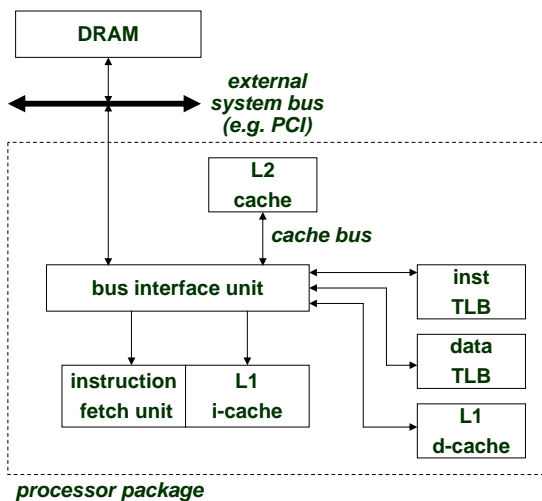 DRAM
external
system bus
(e.g. PCI)
L2
cache
cache bus
bus interface unit
inst
TLB
data
TLB
instruction
fetch unit
L1
i-cache
L1
d-cache
processor package